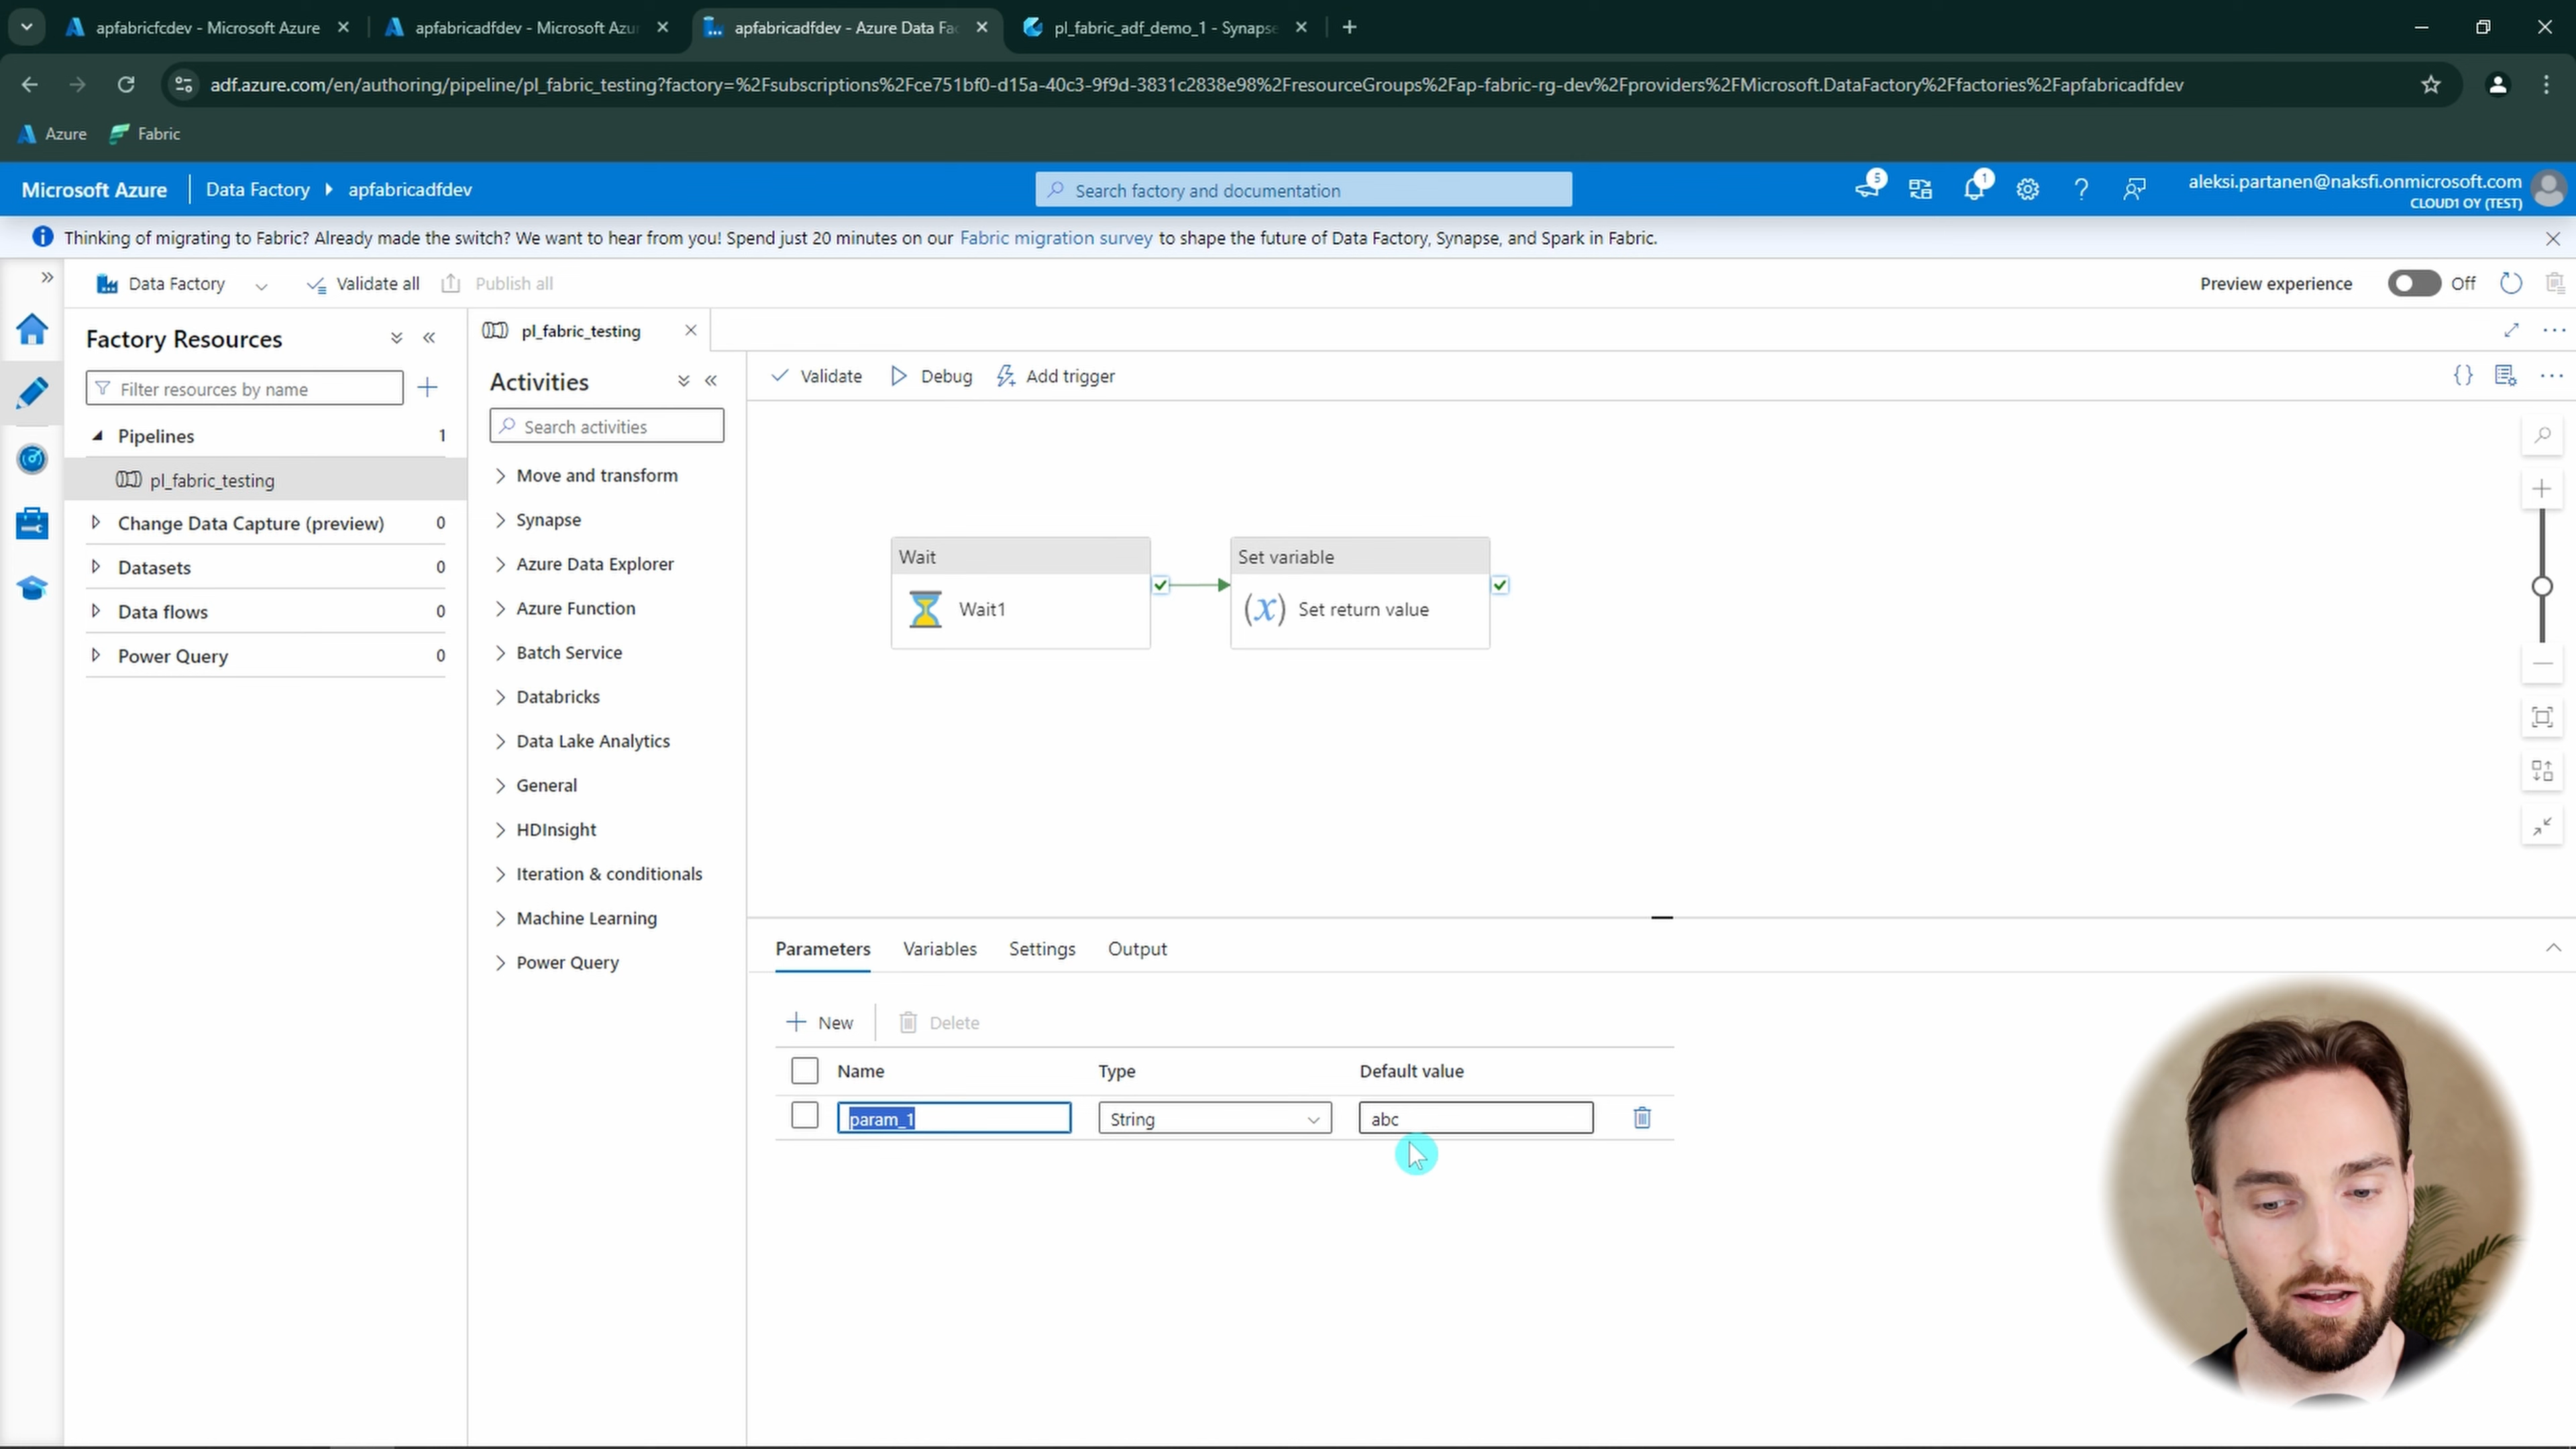 apfabricfcdev - Microsoft Azure
apfabricadfdev - Microsoft Azu
apfabricadfdev - Azure Data Fac
pl_fabric_adf_demo_1 - Synapse
adf.azure.com/en/authoring/pipeline/pl_fabric_testing?factory=%2Fsubscriptions%2Fce751bf0-d15a-40c3-9f9d-3831c2838e98%2FresourceGroups%2Fap-fabric-rg-dev%2Fproviders%2FMicrosoft.DataFactory%2Ffactories%2Fapfabricadfdev
Azure
Fabric
Microsoft Azure
Data Factory
apfabricadfdev
Search factory and documentation
5
1
aleksi.partanen@naksfi.onmicrosoft.com
CLOUD1 OY (TEST)
Thinking of migrating to Fabric? Already made the switch? We want to hear from you! Spend just 20 minutes on our Fabric migration survey to shape the future of Data Factory, Synapse, and Spark in Fabric.
Data Factory
Validate all
Publish all
Preview experience
Off
Factory Resources
Filter resources by name
Pipelines 1
pl_fabric_testing
Change Data Capture (preview) 0
Datasets 0
Data flows 0
Power Query 0
pl_fabric_testing
Activities
Search activities
Move and transform
Synapse
Azure Data Explorer
Azure Function
Batch Service
Databricks
Data Lake Analytics
General
HDInsight
Iteration & conditionals
Machine Learning
Power Query
Validate
Debug
Add trigger
Wait
Wait1
Set variable
(x) Set return value
Parameters
Variables
Settings
Output
New
Delete
Name Type Default value
param_1 String abc